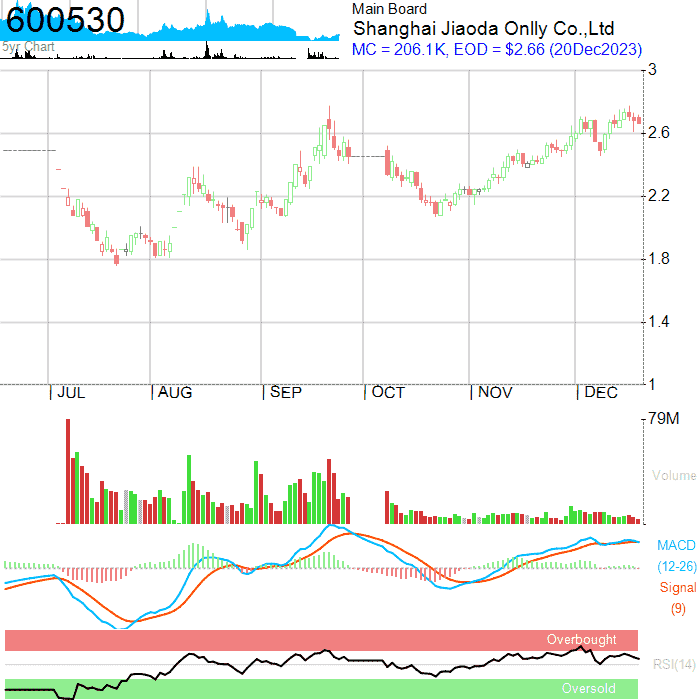 600530
5yr Chart
Main Board
Shanghai Jiaoda Onlly Co.,Ltd
MC = 206.1K, EOD = $2.66 (20Dec2023)
3
2.6
2.2
1.8
1.4
1
JUL
AUG
SEP
OCT
NOV
DEC
79M
Volume
MACD
(12-26)
Signal
(9)
Overbought
RSI(14)
Oversold